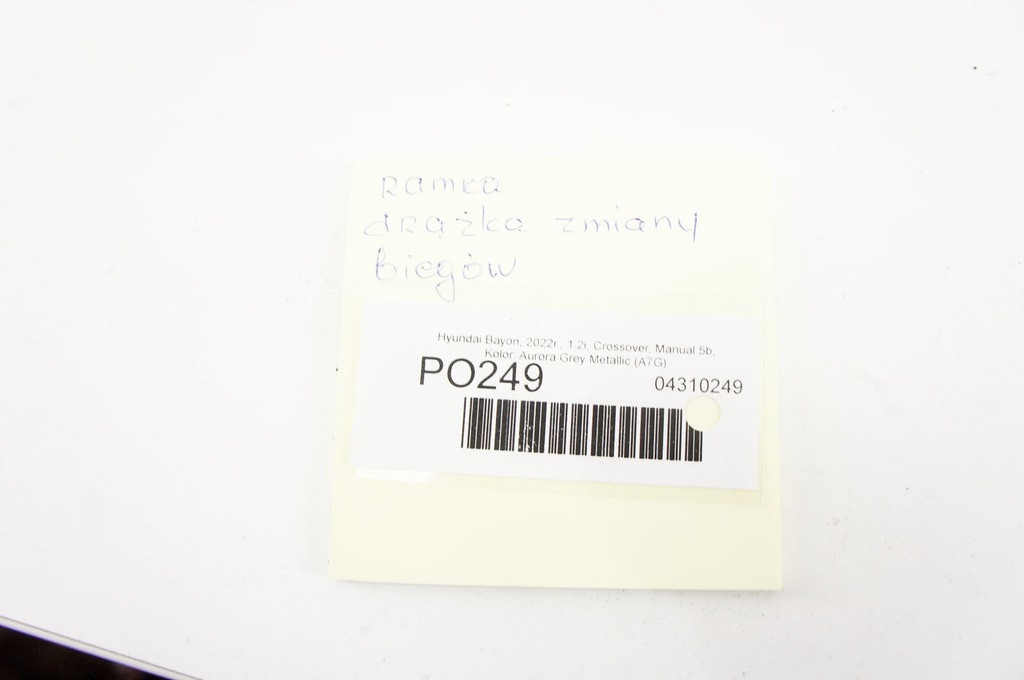 Ramka
drążka zmiany
biegów
Hyundai Bayon, 2022r., 1.2i, Crossover, Manual 5b,
Kolor: Aurora Grey Metallic (A7G)
PO249
04310249